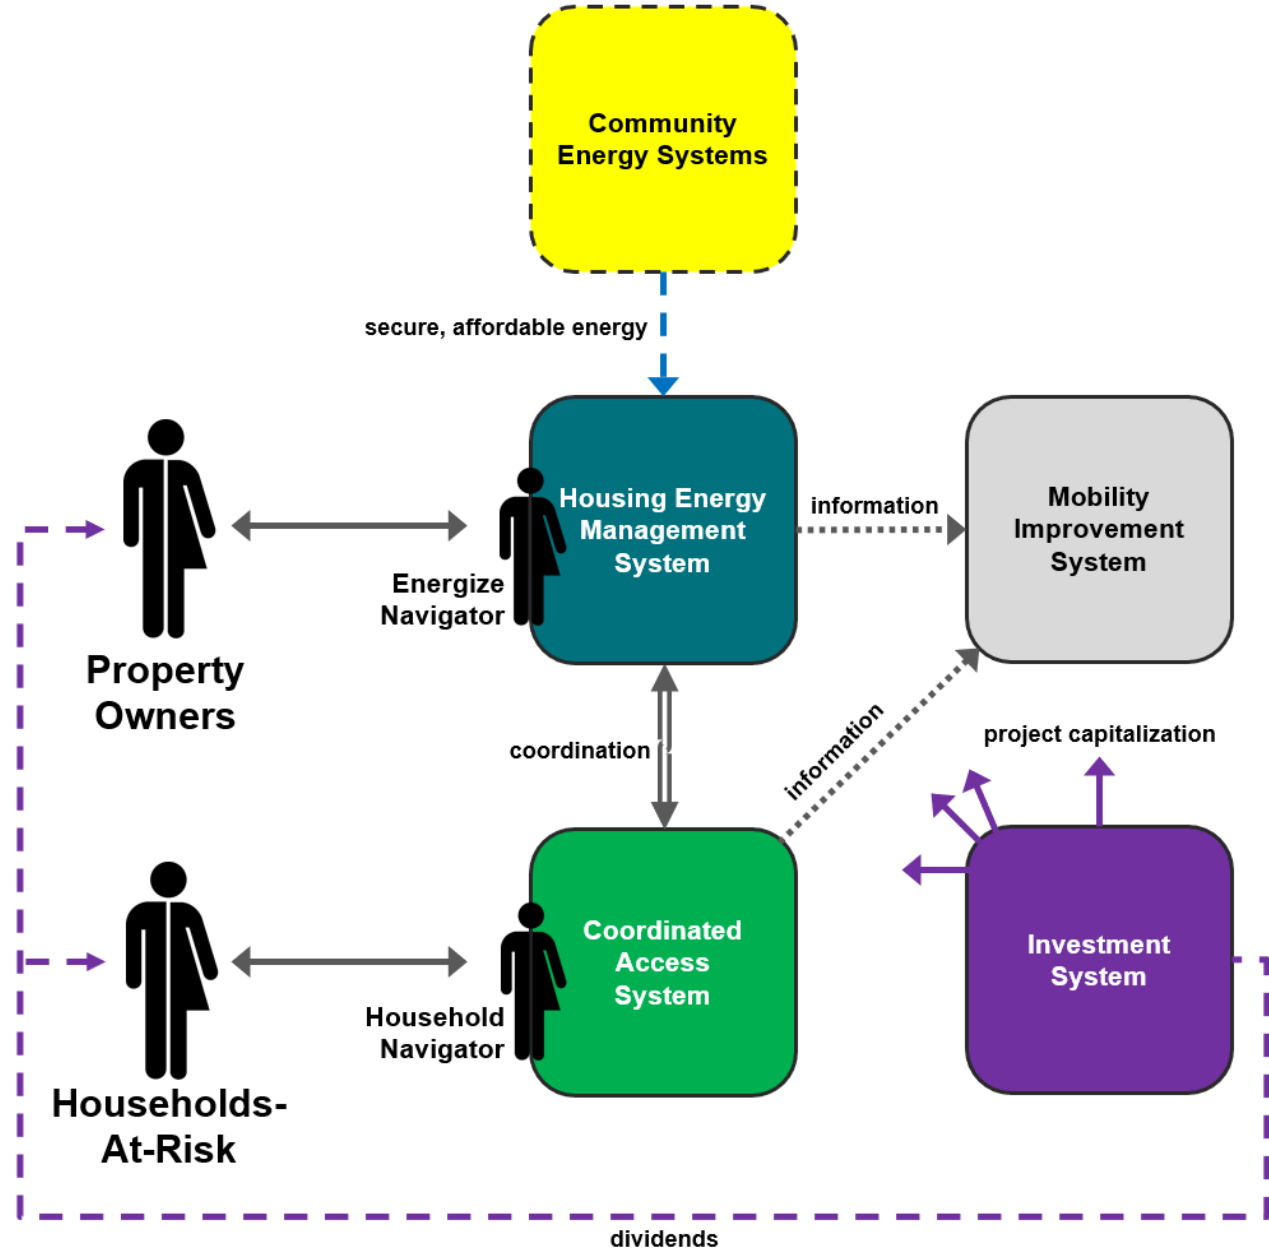 Community
Energy Systems
secure, affordable energy
Housing Energy
Management
System
information
Mobility
Improvement
System
Energize
Navigator
Property
Owners
coordination
information
project capitalization
Coordinated
Access
System
Investment
System
Household
Navigator
Households-
At-Risk
dividends